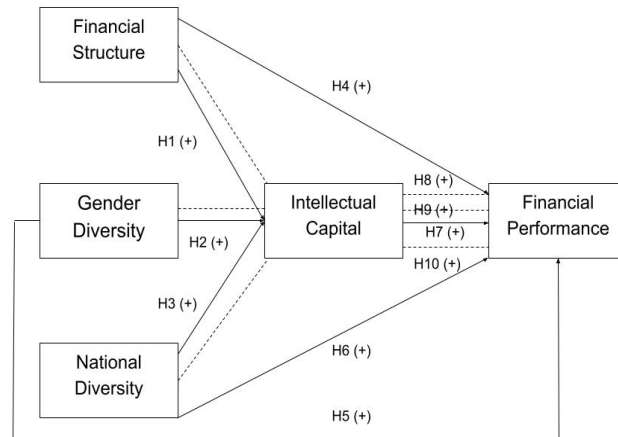 Financial
Structure
H4 (+)
H1 (+)
H8 (+)
Gender
Diversity
Intellectual
Capital
Financial
Performance
H9 (+)
H7 (+)
H2 (+)
H10 (+)
H3 (+)
National
Diversity
H6 (+)
H5 (+)